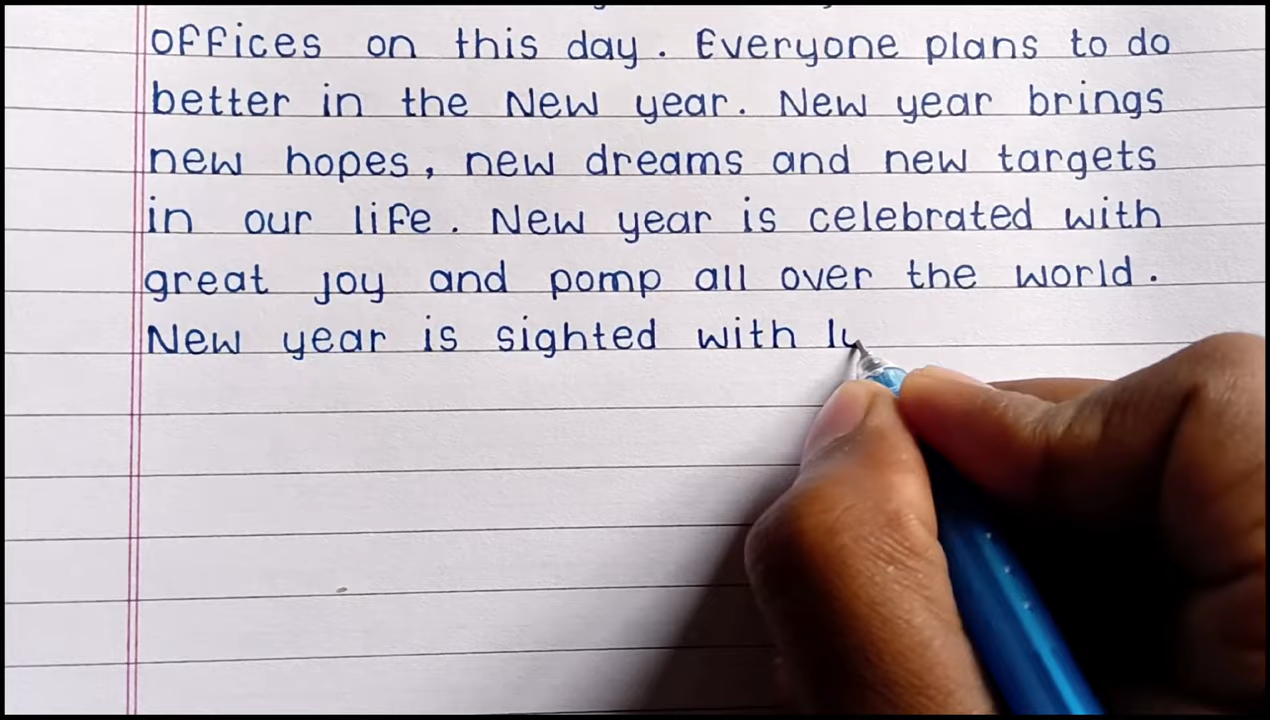 offices on this day. Everyone plans to do
better in the New year. New year brings
new hopes, new dreams and new targets
in our life. New year is celebrated with
great joy and pomp all over the world.
New year is sighted with